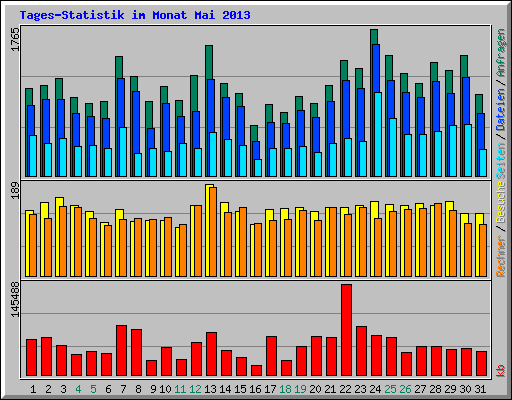 Tages-Statistik im Monat Mai 2013
1765
189
145488
Rechner / Besuche Seiten / Dateien / Anfragen
kb
1 2 3 4 5 6 7 8 9 10 11 12 13 14 15 16 17 18 19 20 21 22 23 24 25 26 27 28 29 30 31